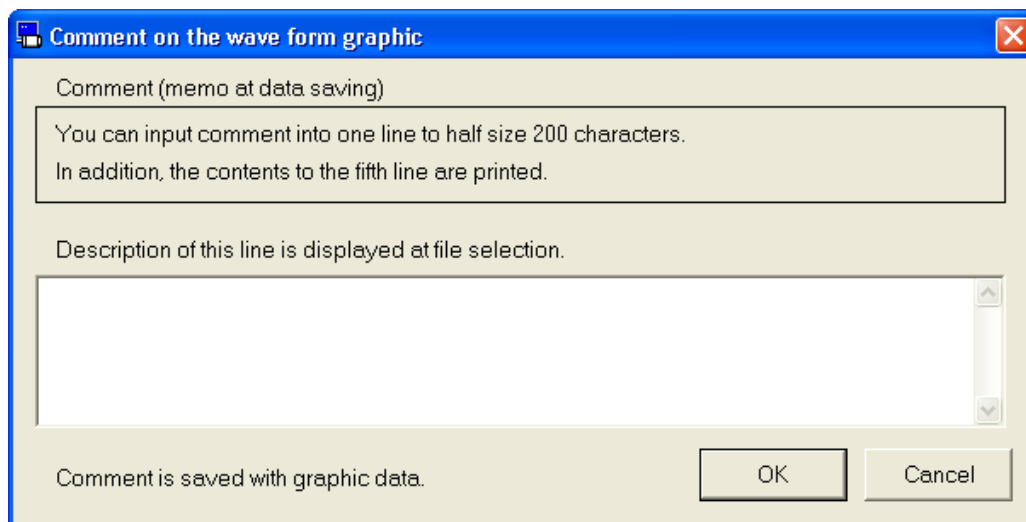 Comment on the wave form graphic
Comment (memo at data saving)
You can input comment into one line to half size 200 characters.
In addition, the contents to the fifth line are printed.
Description of this line is displayed at file selection.
Comment is saved with graphic data.
OK
Cancel